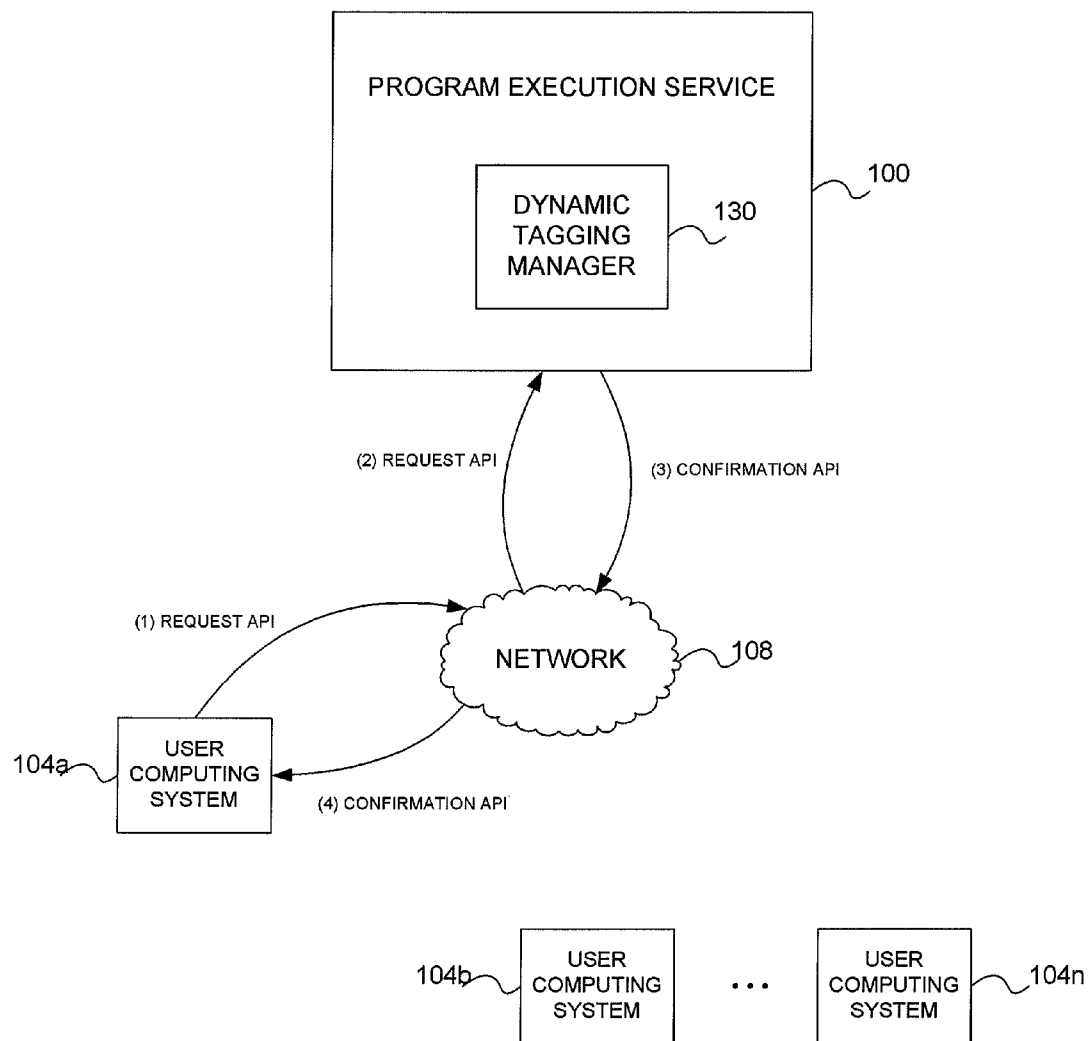 PROGRAM EXECUTION SERVICE
100
DYNAMIC
TAGGING
MANAGER
130
(2) REQUEST API
(3) CONFIRMATION API
(1) REQUEST API
NETWORK
108
104a
USER
COMPUTING
SYSTEM
(4) CONFIRMATION API
104b
USER
COMPUTING
SYSTEM
...
USER
COMPUTING
SYSTEM
104n